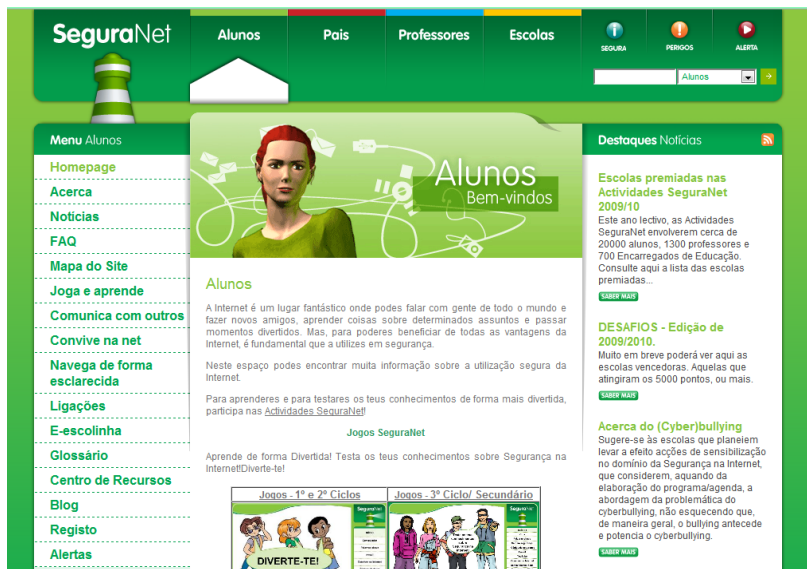 SeguraNet
Alunos
Pais
Professores
Escolas
SEGURA
PERIGOS
ALERTA
Alunos
Menu Alunos
Homepage
Acerca
Notícias
FAQ
Mapa do Site
Joga e aprende
Comunica com outros
Convive na net
Navega de forma
esclarecida
Ligações
E-escolinha
Glossário
Centro de Recursos
Blog
Registo
Alertas
Alunos
Bem-vindos
Alunos
A Internet é um lugar fantástico onde podes falar com gente de todo o mundo e
fazer novos amigos, aprender coisas sobre determinados assuntos e passar
momentos divertidos. Mas, para poderes beneficiar de todas as vantagens da
Internet, é fundamental que a utilizes em segurança.
Neste espaço podes encontrar muita informação sobre a utilização segura da
Internet.
Para aprenderes e para testares os teus conhecimentos de forma mais divertida,
participa nas Actividades SeguraNet!
Jogos SeguraNet
Aprende de forma Divertida! Testa os teus conhecimentos sobre Segurança na
Internet!Diverte-te!
Jogos - 1º e 2º Ciclos
Jogos - 3º Ciclo/ Secundário
SeguraNet
DIVERTE-TE!
SeguraNet
Destaques Notícias
Escolas premiadas nas
Actividades SeguraNet
2009/10
Este ano lectivo, as Actividades
SeguraNet envolverem cerca de
20000 alunos, 1300 professores e
700 Encarregados de Educação.
Consulte aqui a lista das escolas
premiadas...
SABER MAIS
DESAFIOS - Edição de
2009/2010.
Muito em breve poderá ver aqui as
escolas vencedoras. Aquelas que
atingiram os 5000 pontos, ou mais.
SABER MAIS
Acerca do (Cyber)bullying
Sugere-se às escolas que planeiem
levar a efeito acções de sensibilização
no domínio da Segurança na Internet,
que considerem, aquando da
elaboração do programa/agenda, a
abordagem da problemática do
cyberbullying, não esquecendo que,
de maneira geral, o bullying antecede
e potencia o cyberbullying.
SABER MAIS